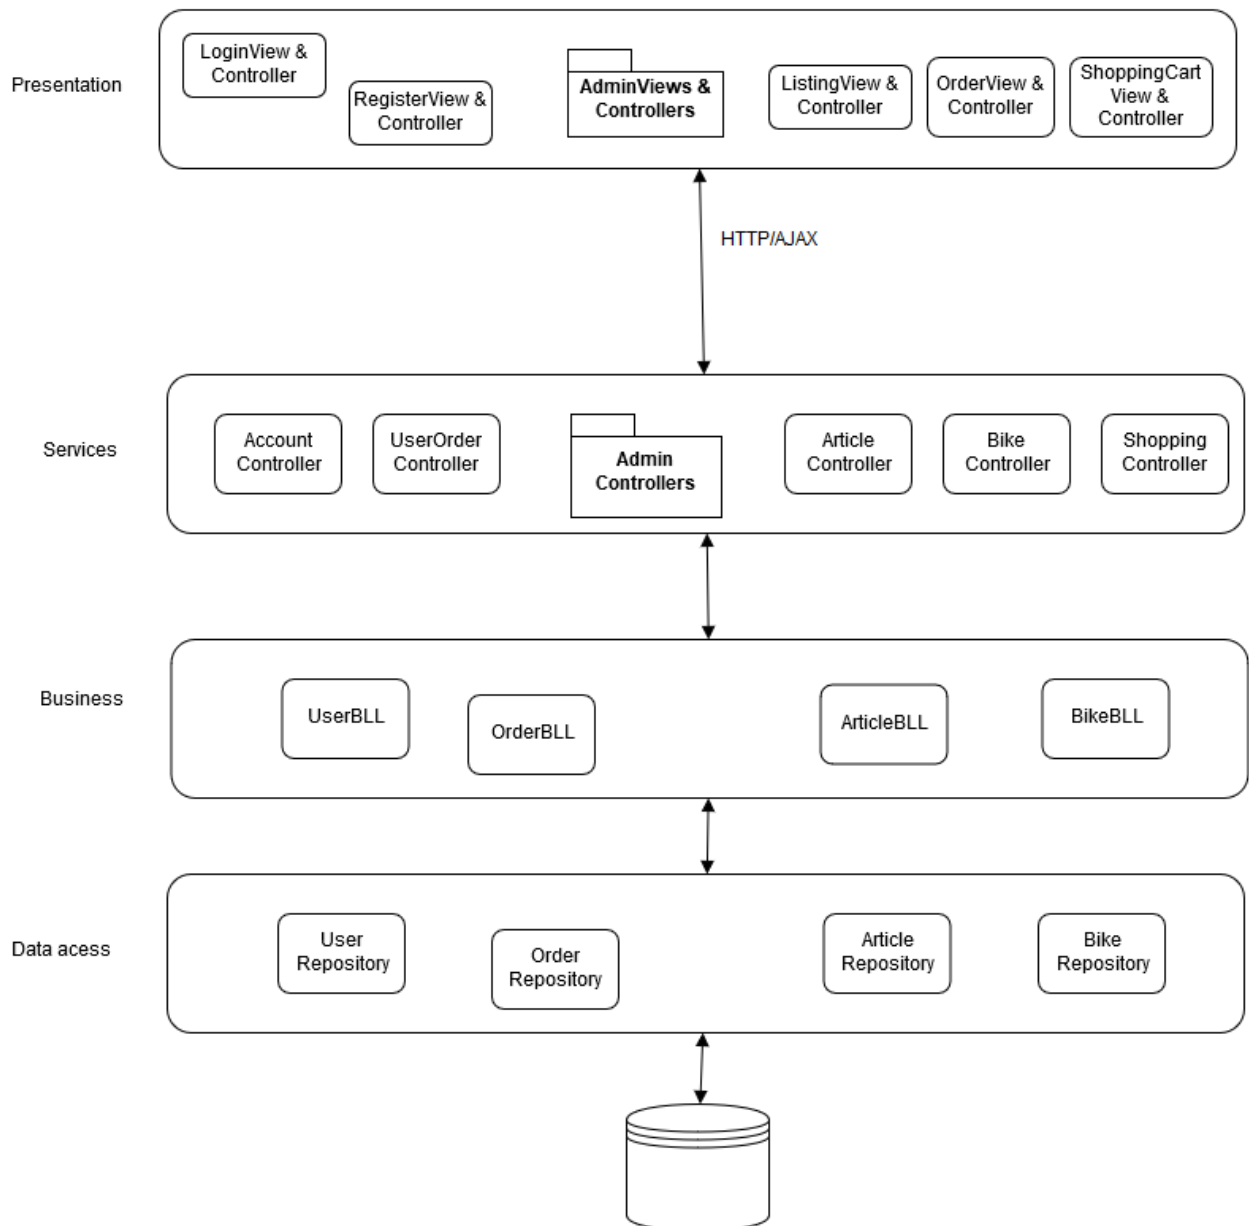 Presentation
LoginView &
Controller
RegisterView &
Controller
AdminViews &
Controllers
ListingView &
Controller
OrderView &
Controller
ShoppingCart
View &
Controller
HTTP/AJAX
Services
Account
Controller
UserOrder
Controller
Admin
Controllers
Article
Controller
Bike
Controller
Shopping
Controller
Business
UserBLL
OrderBLL
ArticleBLL
BikeBLL
Data acess
User
Repository
Order
Repository
Article
Repository
Bike
Repository